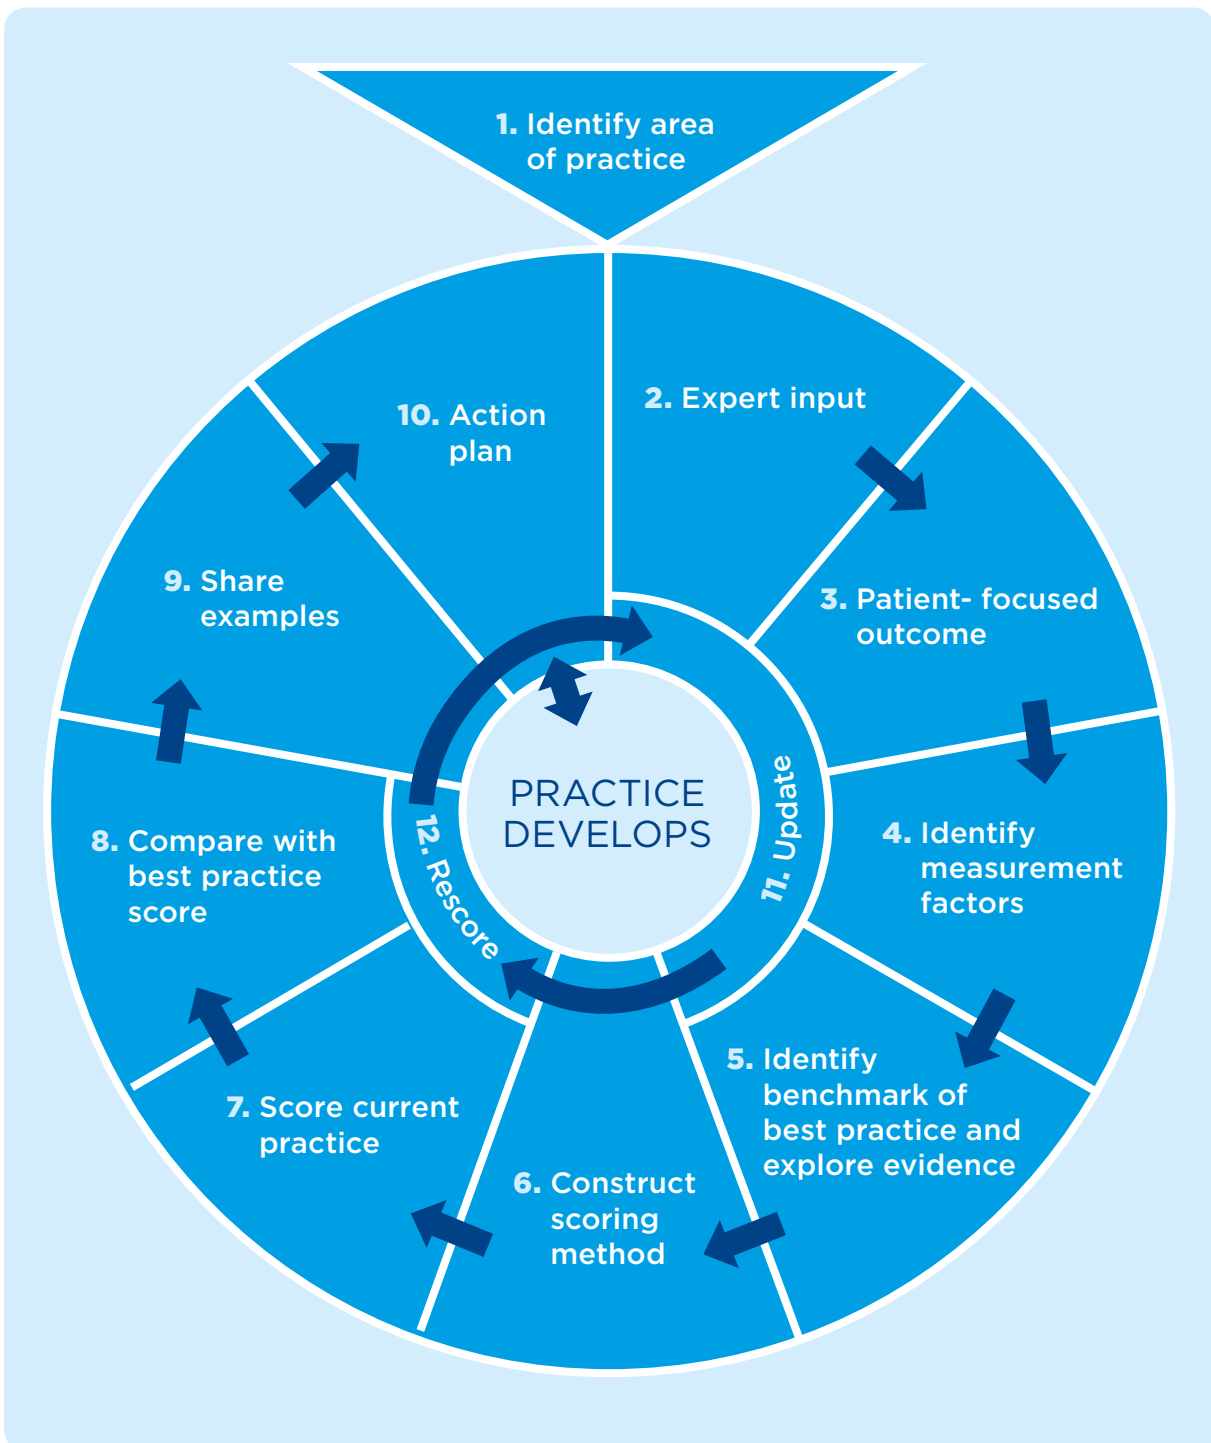 1. Identify area
of practice
2. Expert input
3. Patient- focused
outcome
4. Identify
measurement
factors
5. Identify
benchmark of
best practice and
explore evidence
6. Construct
scoring
method
7. Score current
practice
8. Compare with
best practice
score
9. Share
examples
10. Action
plan
11. Update
12. Rescore
PRACTICE
DEVELOPS